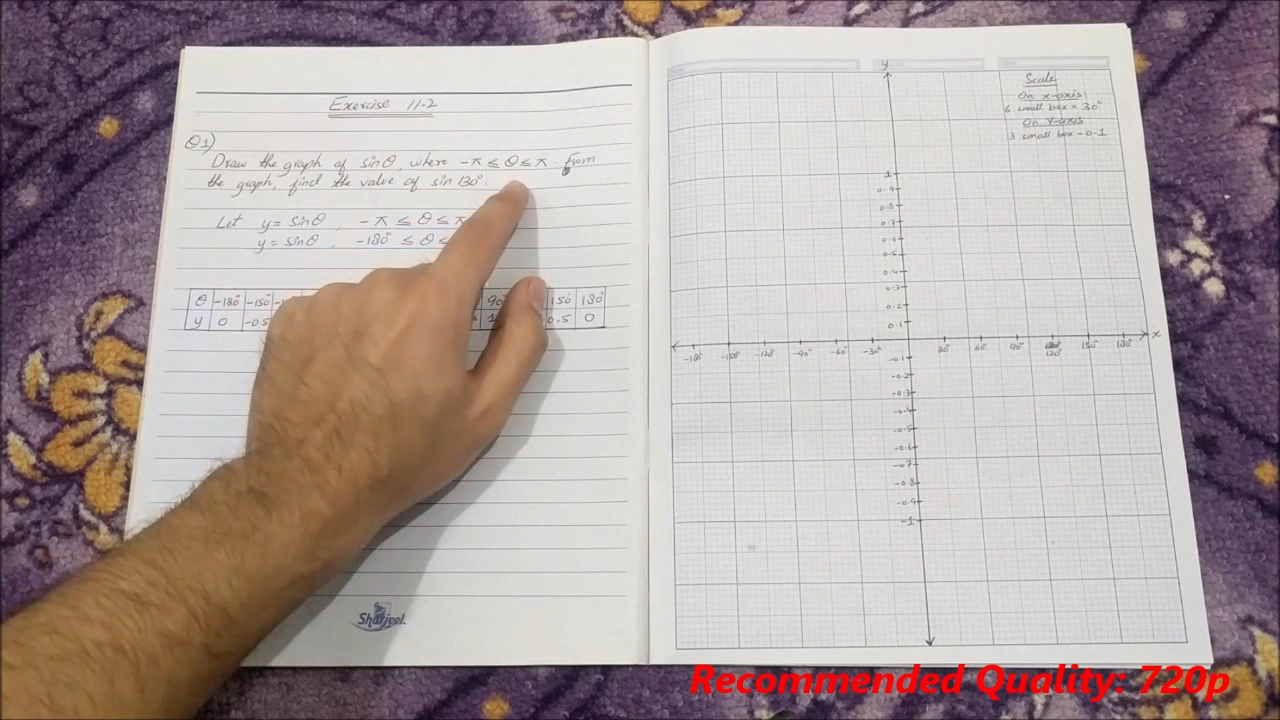 Exercise 11.2
Q1)
Draw the graph of sinθ, where -π ≤ θ ≤ π. From
the graph, find the value of sin 130°.
Let y = sinθ , -π ≤ θ ≤ π
y = sinθ , -180° ≤ θ ≤
θ -180° -150° 90° 150° 180°
y 0 -0.5 1 0.5 0
Sharjeel
y
Scale
On x-axis:
6 small box = 30°
On Y-axis
3 small box = 0.1
1
0.9
0.8
0.7
0.6
0.5
0.4
0.3
0.2
0.1
x
-180° -150° -120° -90° -60° -30° 30° 60° 90° 120° 150° 180°
-0.1
-0.2
-0.3
-0.4
-0.5
-0.6
-0.7
-0.8
-0.9
-1
Recommended Quality: 720p